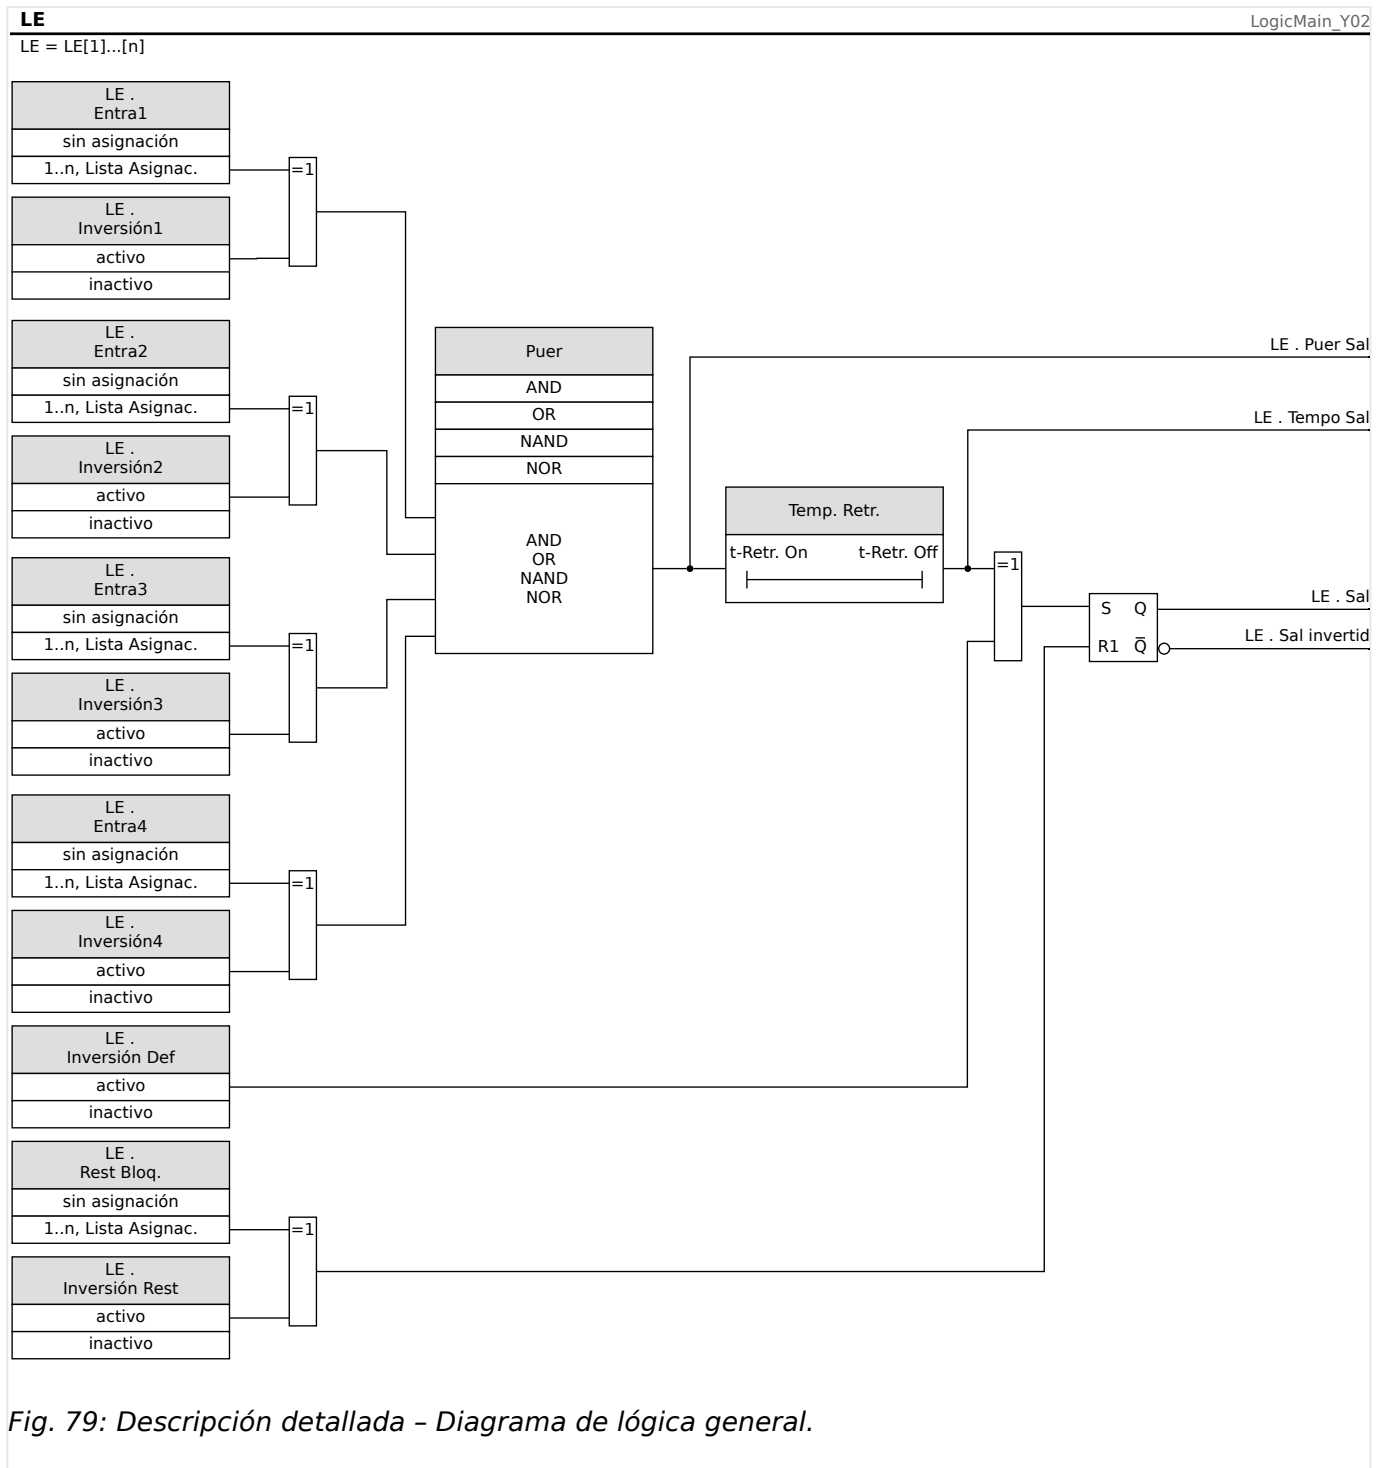 LE
LogicMain_Y02
LE = LE[1]...[n]
LE .
Entra1
sin asignación
1..n, Lista Asignac.
=1
LE .
Inversión1
activo
inactivo
LE .
Entra2
sin asignación
1..n, Lista Asignac.
=1
LE .
Inversión2
activo
inactivo
LE .
Entra3
sin asignación
1..n, Lista Asignac.
=1
LE .
Inversión3
activo
inactivo
LE .
Entra4
sin asignación
1..n, Lista Asignac.
=1
LE .
Inversión4
activo
inactivo
LE .
Inversión Def
activo
inactivo
LE .
Rest Bloq.
sin asignación
1..n, Lista Asignac.
=1
LE .
Inversión Rest
activo
inactivo
Puer
AND
OR
NAND
NOR
AND
OR
NAND
NOR
Temp. Retr.
t-Retr. On t-Retr. Off
=1
S Q
R1 Q̅
LE . Puer Sal
LE . Tempo Sal
LE . Sal
LE . Sal invertid
Fig. 79: Descripción detallada – Diagrama de lógica general.